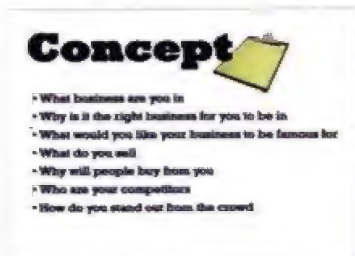 Concept
• What business are you in
• Why is it the right business for you to be in
• What would you like your business to be famous for
• What do you sell
• Why will people buy from you
• Who are your competitors
• How do you stand out from the crowd